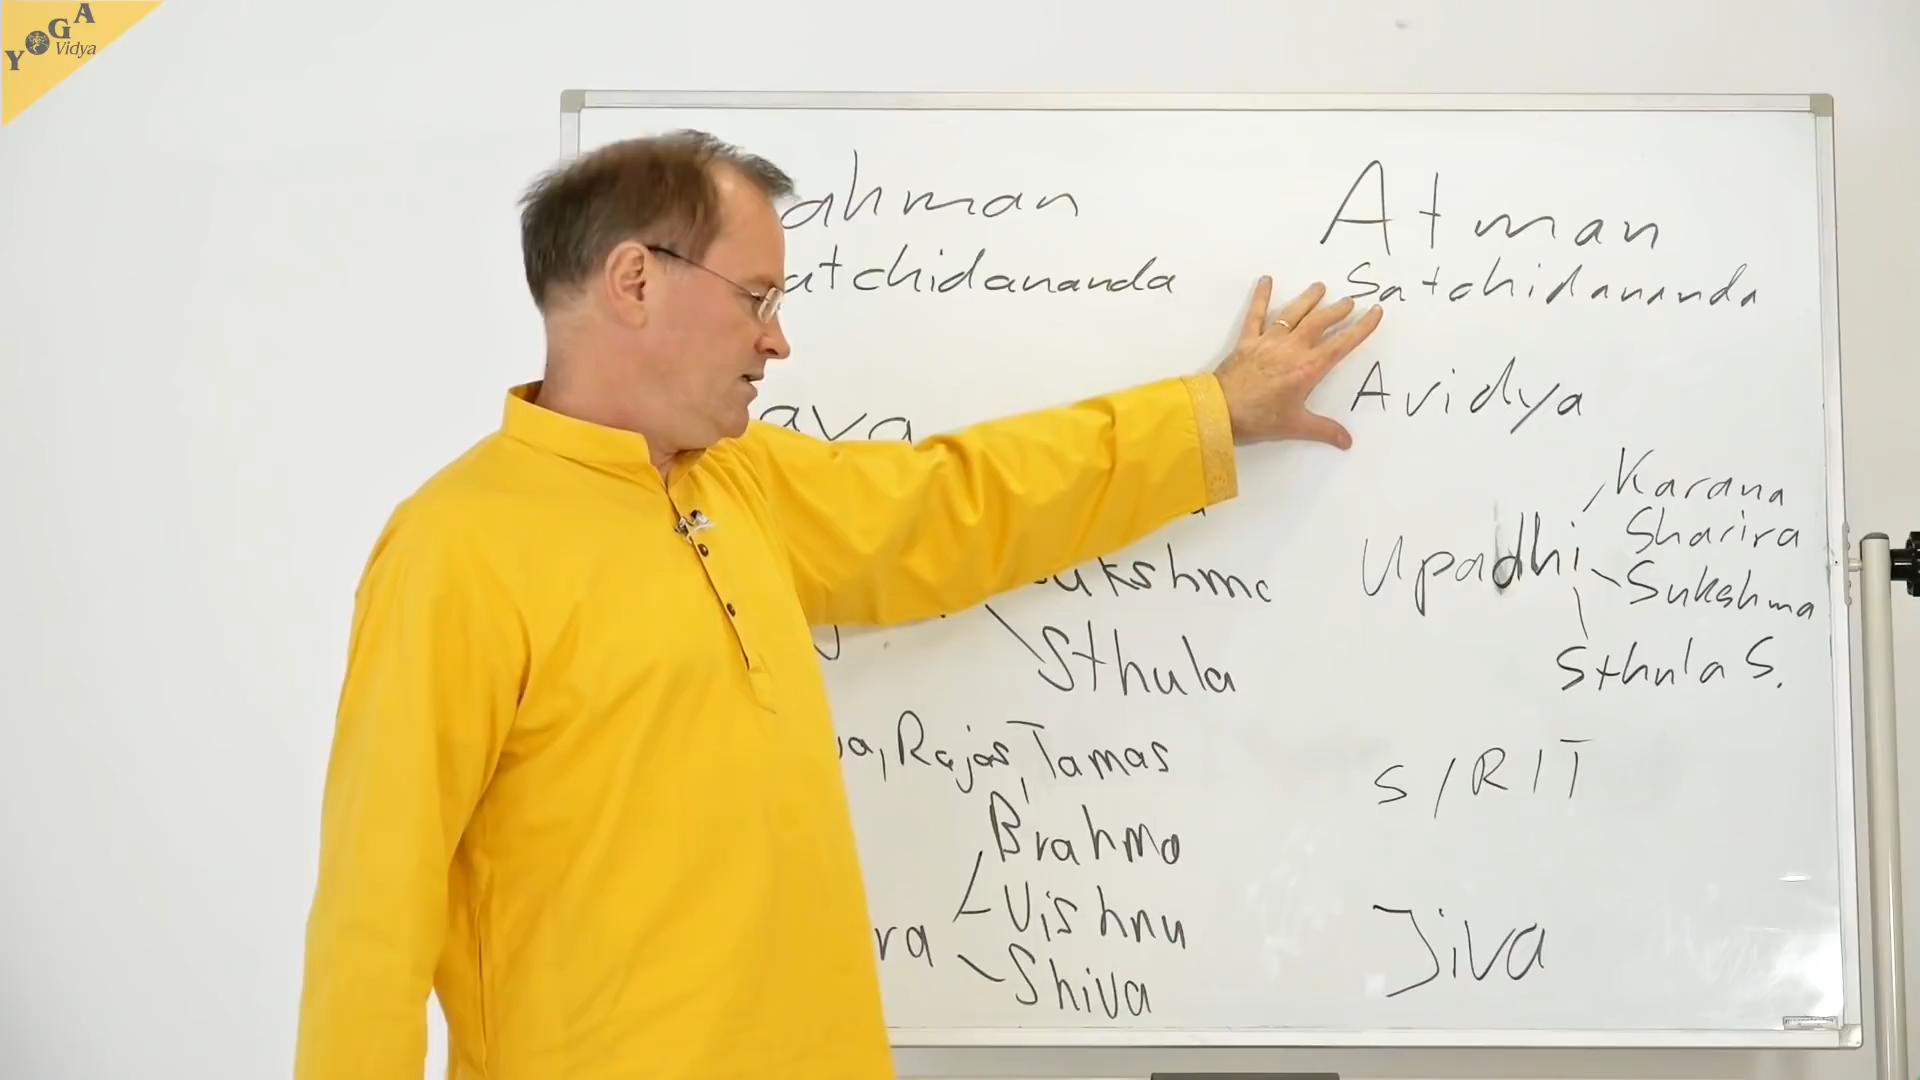 YOGA
Vidya
ahman
atchidananda
ava
ukshma
Sthula
a, Rajas, Tamas
Brahma
ra
Vishnu
Shiva
Atman
Satchidananda
Avidya
Upadhi
Karana
Sharira
Sukshma
Sthula S.
S/R/T
Jiva